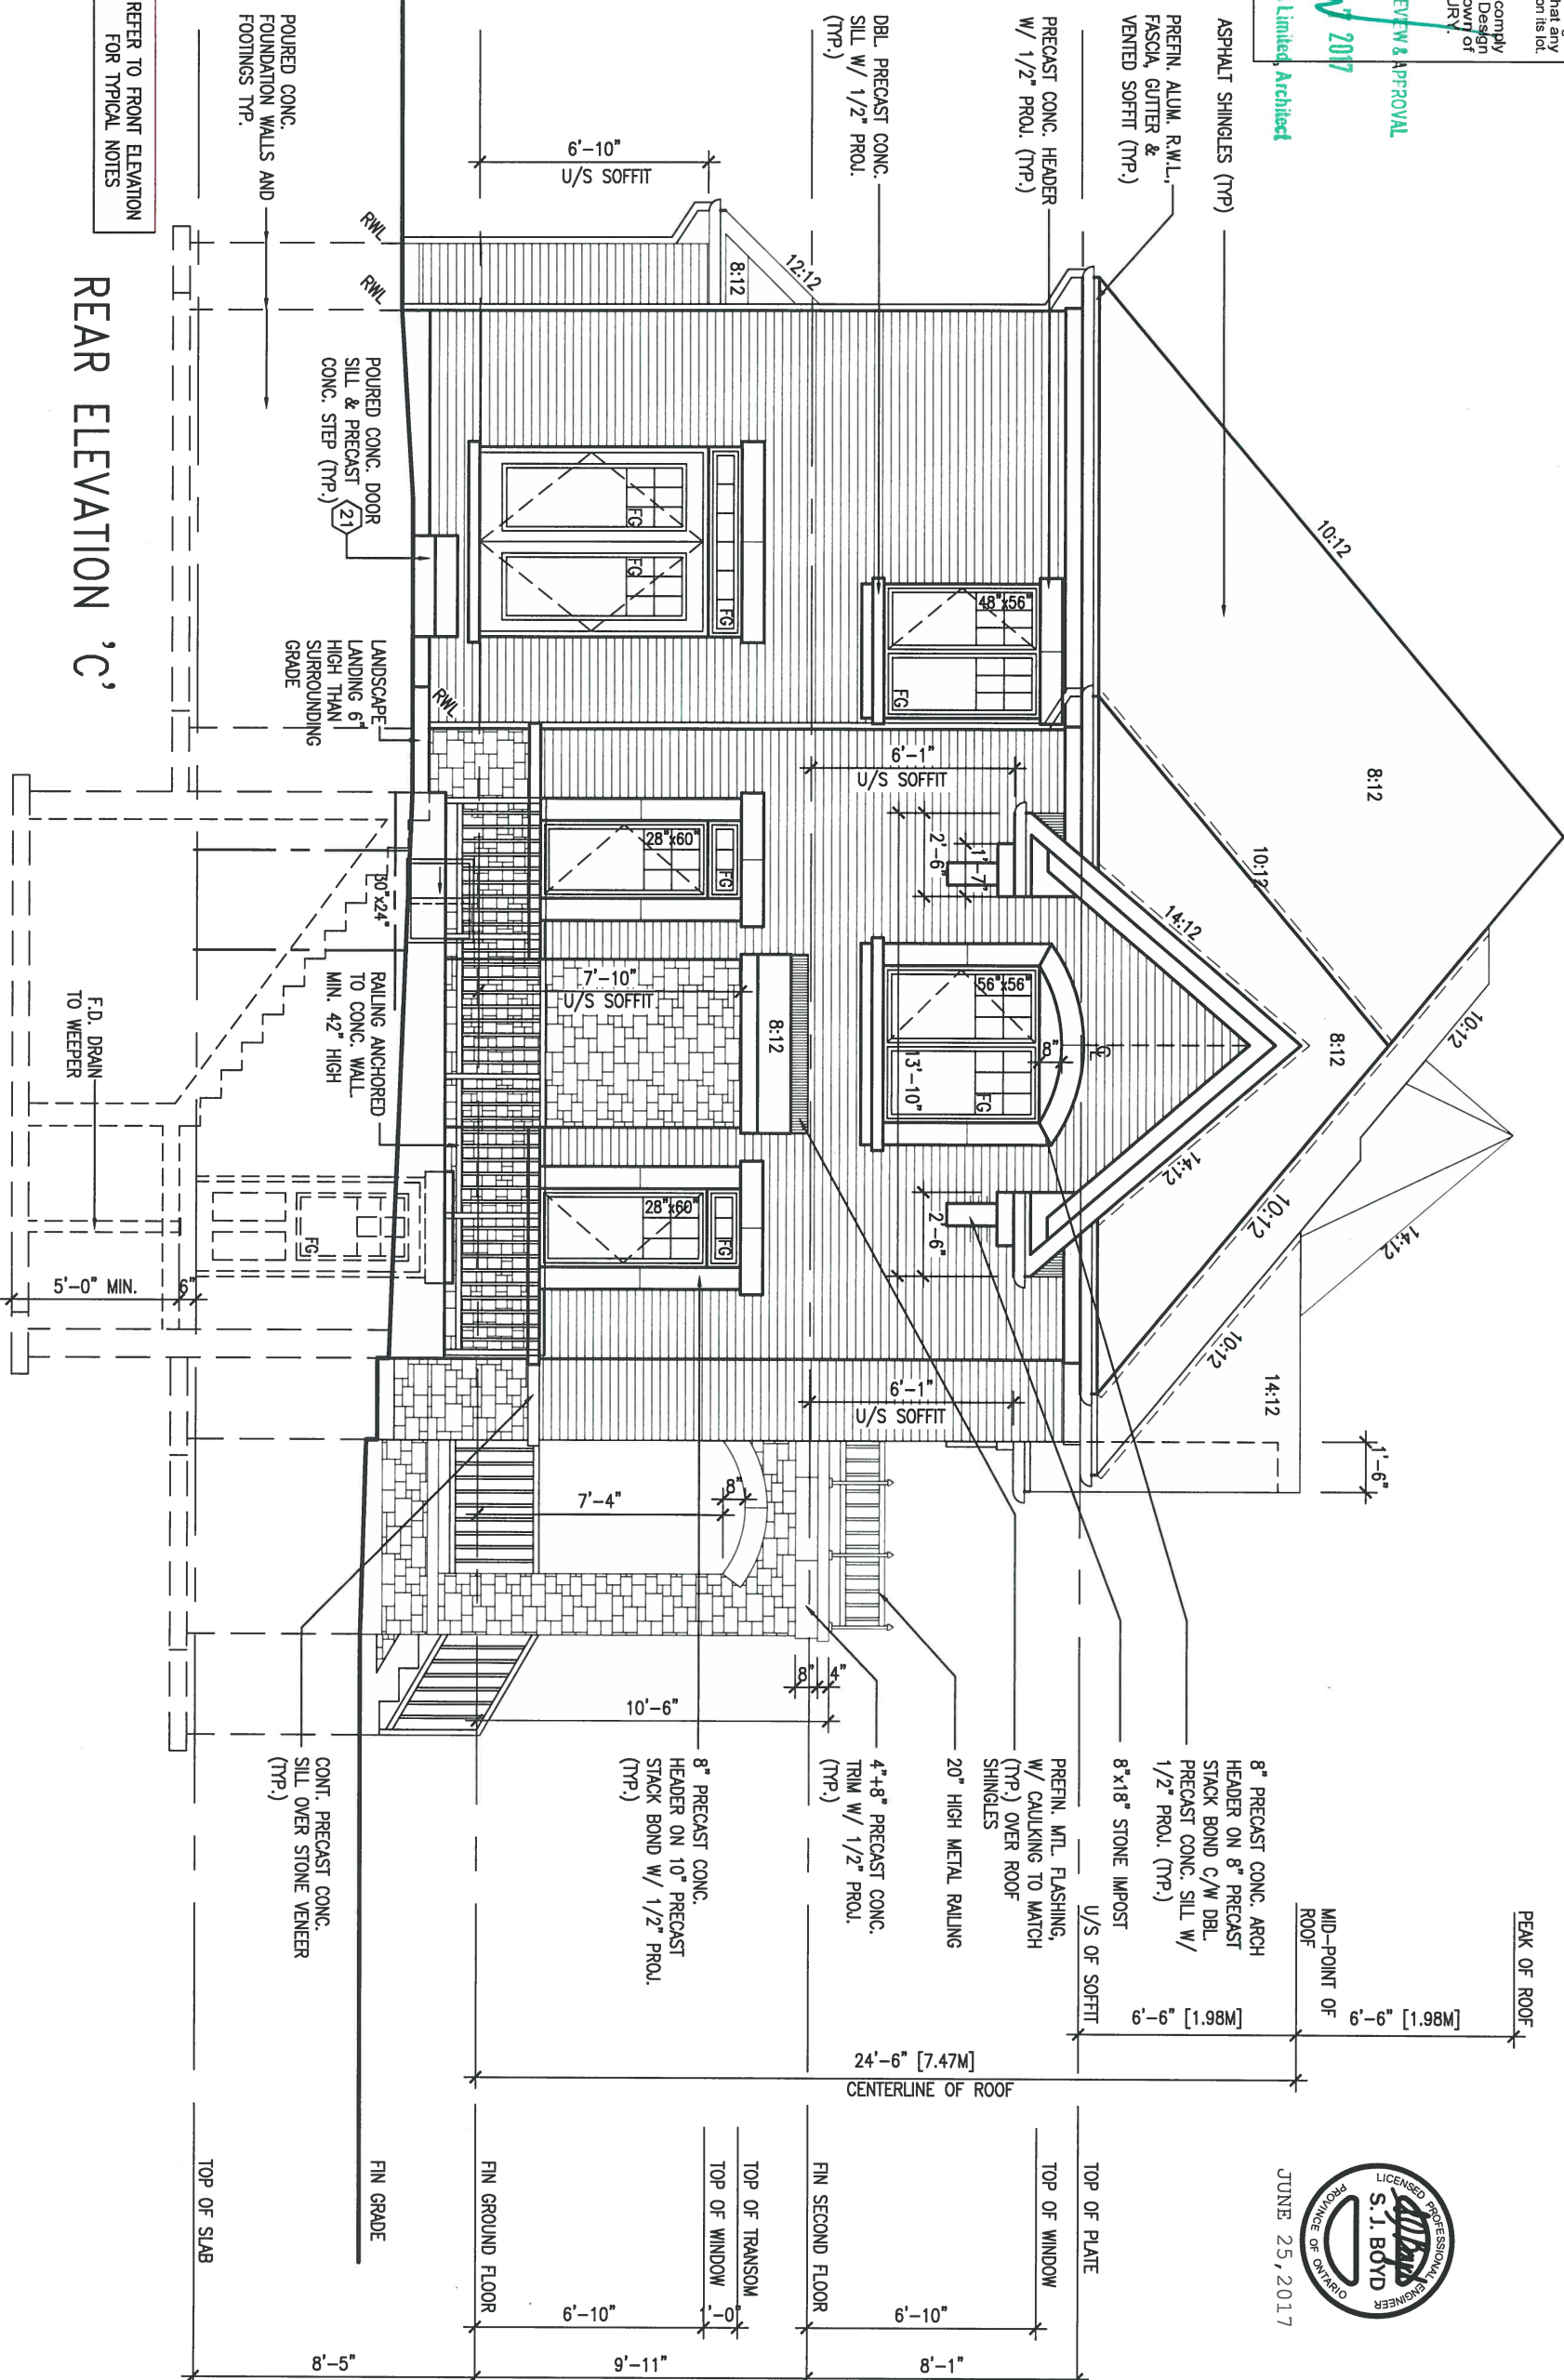 hat any
on its lot.
comply
Design
own of
URY.
EVIEW & APPROVAL
2017
Limited, Architect
ASPHALT SHINGLES (TYP)
PREFIN. ALUM. R.W.L.,
FASCIA, GUTTER &
VENTED SOFFIT (TYP.)
PRECAST CONC. HEADER
W/ 1/2" PROJ. (TYP.)
DBL. PRECAST CONC.
SILL W/ 1/2" PROJ.
(TYP.)
6'-10"
U/S SOFFIT
POURED CONC.
FOUNDATION WALLS AND
FOOTINGS TYP.
REFER TO FRONT ELEVATION
FOR TYPICAL NOTES
REAR ELEVATION 'C'
RWL
RWL
RWL
12:12
8:12
10:12
8:12
10:12
8:12
14:12
14:12
10:12
10:12
10:12
14:12
14:12
1'-6"
POURED CONC. DOOR
SILL & PRECAST
CONC. STEP (TYP.)
21
LANDSCAPE
LANDING 6"
HIGH THAN
SURROUNDING
GRADE
FG
FG
FG
48"x56"
FG
6'-1"
U/S SOFFIT
2'-6"
1'-7"
56"x56"
FG
8"
13'-10"
2'-6"
6'-1"
U/S SOFFIT
28"x60"
FG
7'-10"
U/S SOFFIT
8:12
28"x60"
FG
30"x24"
RAILING ANCHORED
TO CONC. WALL
MIN. 42" HIGH
F.D. DRAIN
TO WEEPER
FG
5'-0" MIN.
6"
7'-4"
8"
8"
4"
10'-6"
8" PRECAST CONC. ARCH
HEADER ON 8" PRECAST
STACK BOND C/W DBL.
PRECAST CONC. SILL W/
1/2" PROJ. (TYP.)
8"x18" STONE IMPOST
PREFIN. MTL. FLASHING,
W/ CAULKING TO MATCH
(TYP.) OVER ROOF
SHINGLES
20" HIGH METAL RAILING
4"+8" PRECAST CONC.
TRIM W/ 1/2" PROJ.
(TYP.)
8" PRECAST CONC.
HEADER ON 10" PRECAST
STACK BOND W/ 1/2" PROJ.
(TYP.)
CONT. PRECAST CONC.
SILL OVER STONE VENEER
(TYP.)
PEAK OF ROOF
MID-POINT OF
ROOF
U/S OF SOFFIT
6'-6" [1.98M]
6'-6" [1.98M]
24'-6" [7.47M]
CENTERLINE OF ROOF
TOP OF PLATE
TOP OF WINDOW
FIN SECOND FLOOR
TOP OF TRANSOM
TOP OF WINDOW
FIN GROUND FLOOR
FIN GRADE
TOP OF SLAB
6'-10"
1'-0"
6'-10"
8'-5"
9'-11"
8'-1"
LICENSED PROFESSIONAL ENGINEER
S. J. BOYD
PROVINCE OF ONTARIO
JUNE 25, 2017